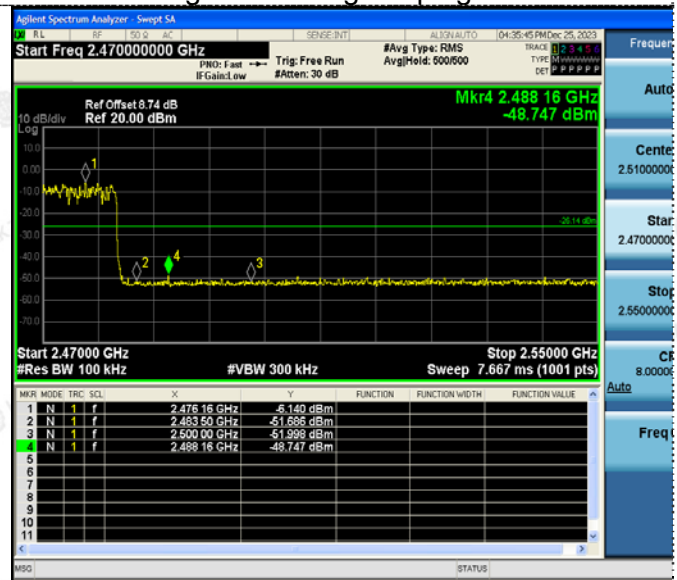 Agilent Spectrum Analyzer - Swept SA
RL RF 50 Ω AC SENSE:INT ALIGNAUTO 04:35:45 PM Dec 25, 2023
Start Freq 2.470000000 GHz
PNO: Fast
IFGain:Low
Trig: Free Run
#Atten: 30 dB
#Avg Type: RMS
Avg|Hold: 500/500
TRACE 1 2 3 4 5 6
TYPE M
DET P P P P P P
Ref Offset 8.74 dB
10 dB/div Ref 20.00 dBm
Log
Mkr4 2.488 16 GHz
-48.747 dBm
10.0
0.00
-10.0
-20.0
-30.0
-40.0
-50.0
-60.0
-70.0
1
2
4
3
-26.14 dBm
Start 2.47000 GHz Stop 2.55000 GHz
#Res BW 100 kHz #VBW 300 kHz Sweep 7.667 ms (1001 pts)
MKR MODE TRC SCL X Y FUNCTION FUNCTION WIDTH FUNCTION VALUE
1 N 1 f 2.476 16 GHz -6.140 dBm
2 N 1 f 2.483 50 GHz -51.686 dBm
3 N 1 f 2.500 00 GHz -51.998 dBm
4 N 1 f 2.488 16 GHz -48.747 dBm
5
6
7
8
9
10
11
MSG STATUS
Frequen
Auto
Cente
2.5100000
Star
2.4700000
Stop
2.5500000
CF
8.0000
Auto
Freq